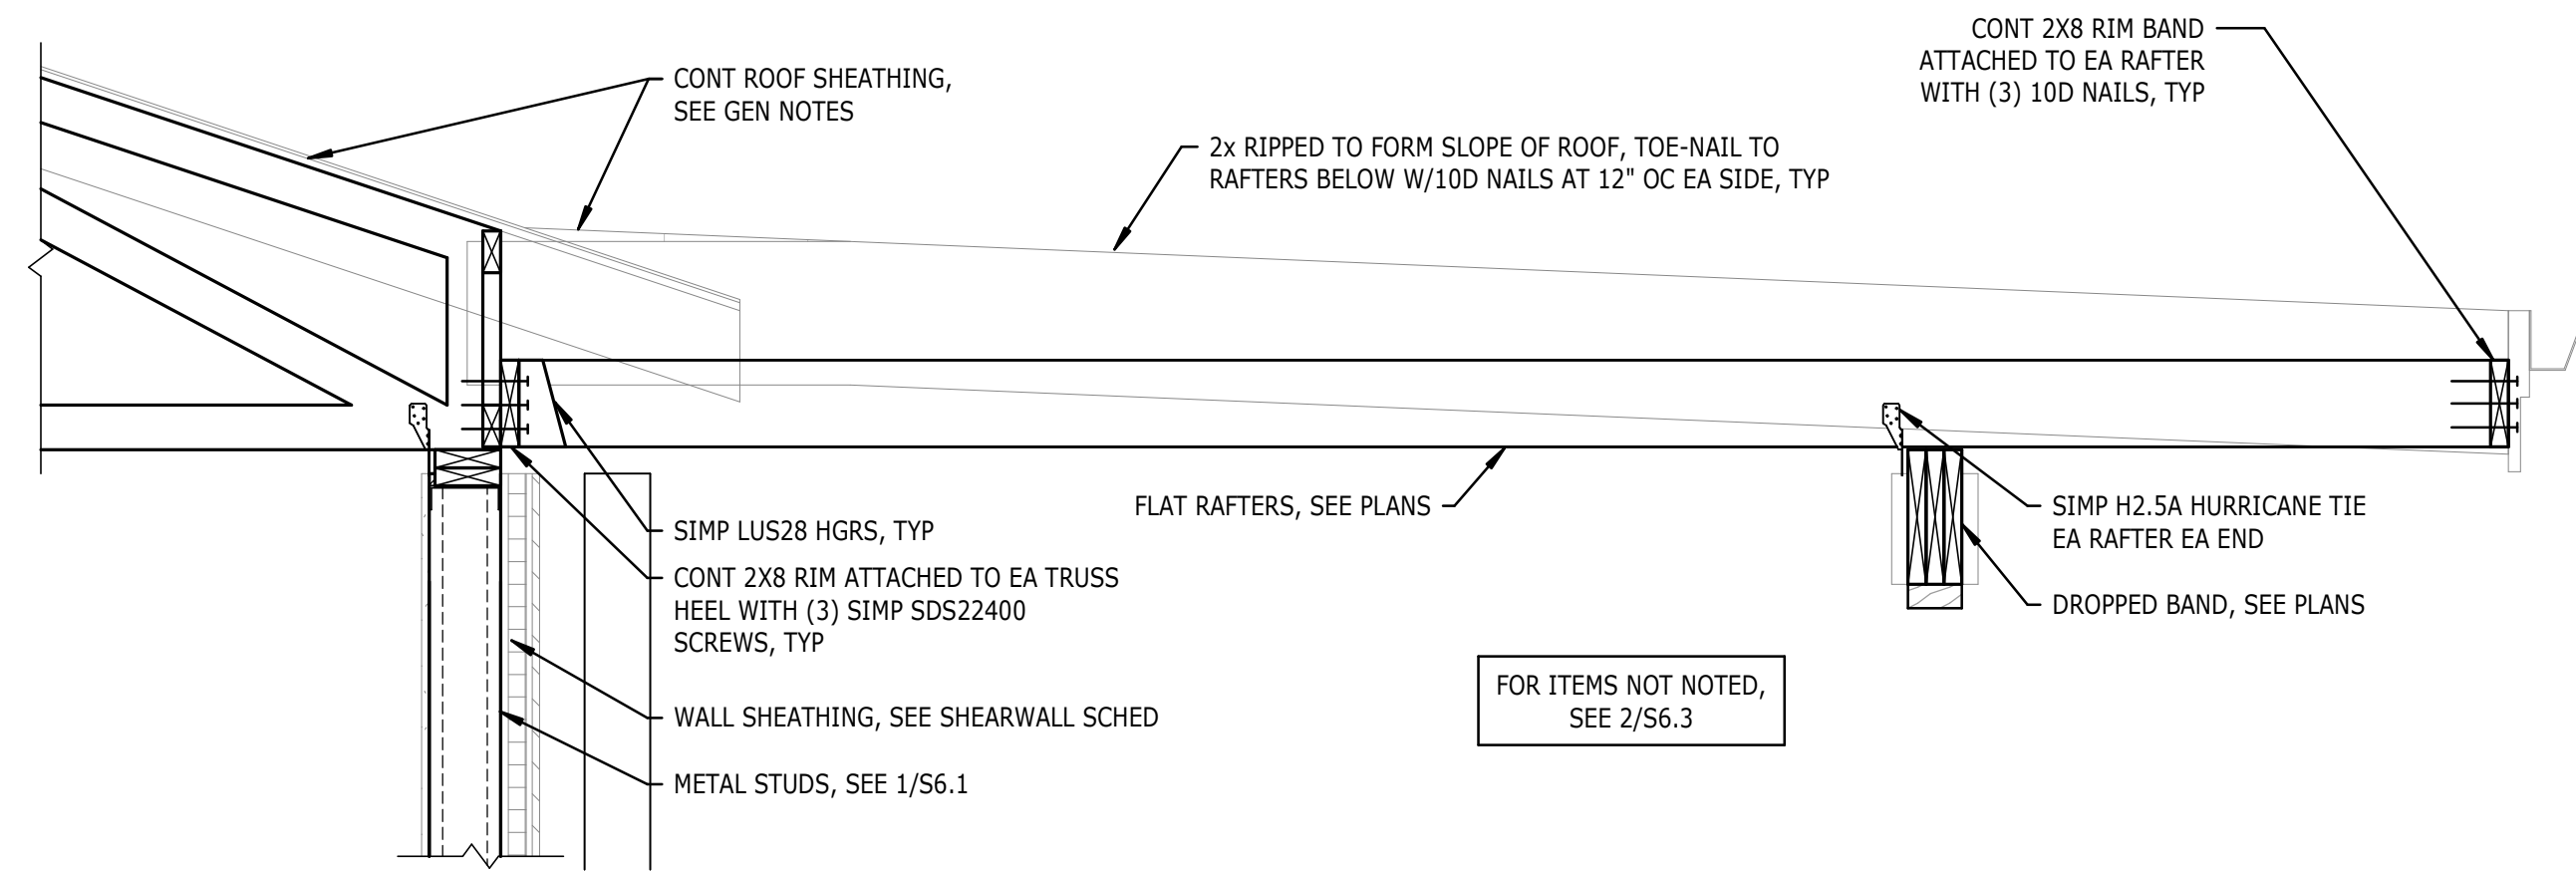 CONT 2X8 RIM BAND
ATTACHED TO EA RAFTER
WITH (3) 10D NAILS, TYP
CONT ROOF SHEATHING,
SEE GEN NOTES
2x RIPPED TO FORM SLOPE OF ROOF, TOE-NAIL TO
RAFTERS BELOW W/10D NAILS AT 12" OC EA SIDE, TYP
FLAT RAFTERS, SEE PLANS
SIMP H2.5A HURRICANE TIE
EA RAFTER EA END
DROPPED BAND, SEE PLANS
SIMP LUS28 HGRS, TYP
CONT 2X8 RIM ATTACHED TO EA TRUSS
HEEL WITH (3) SIMP SDS22400
SCREWS, TYP
WALL SHEATHING, SEE SHEARWALL SCHED
METAL STUDS, SEE 1/S6.1
FOR ITEMS NOT NOTED,
SEE 2/S6.3